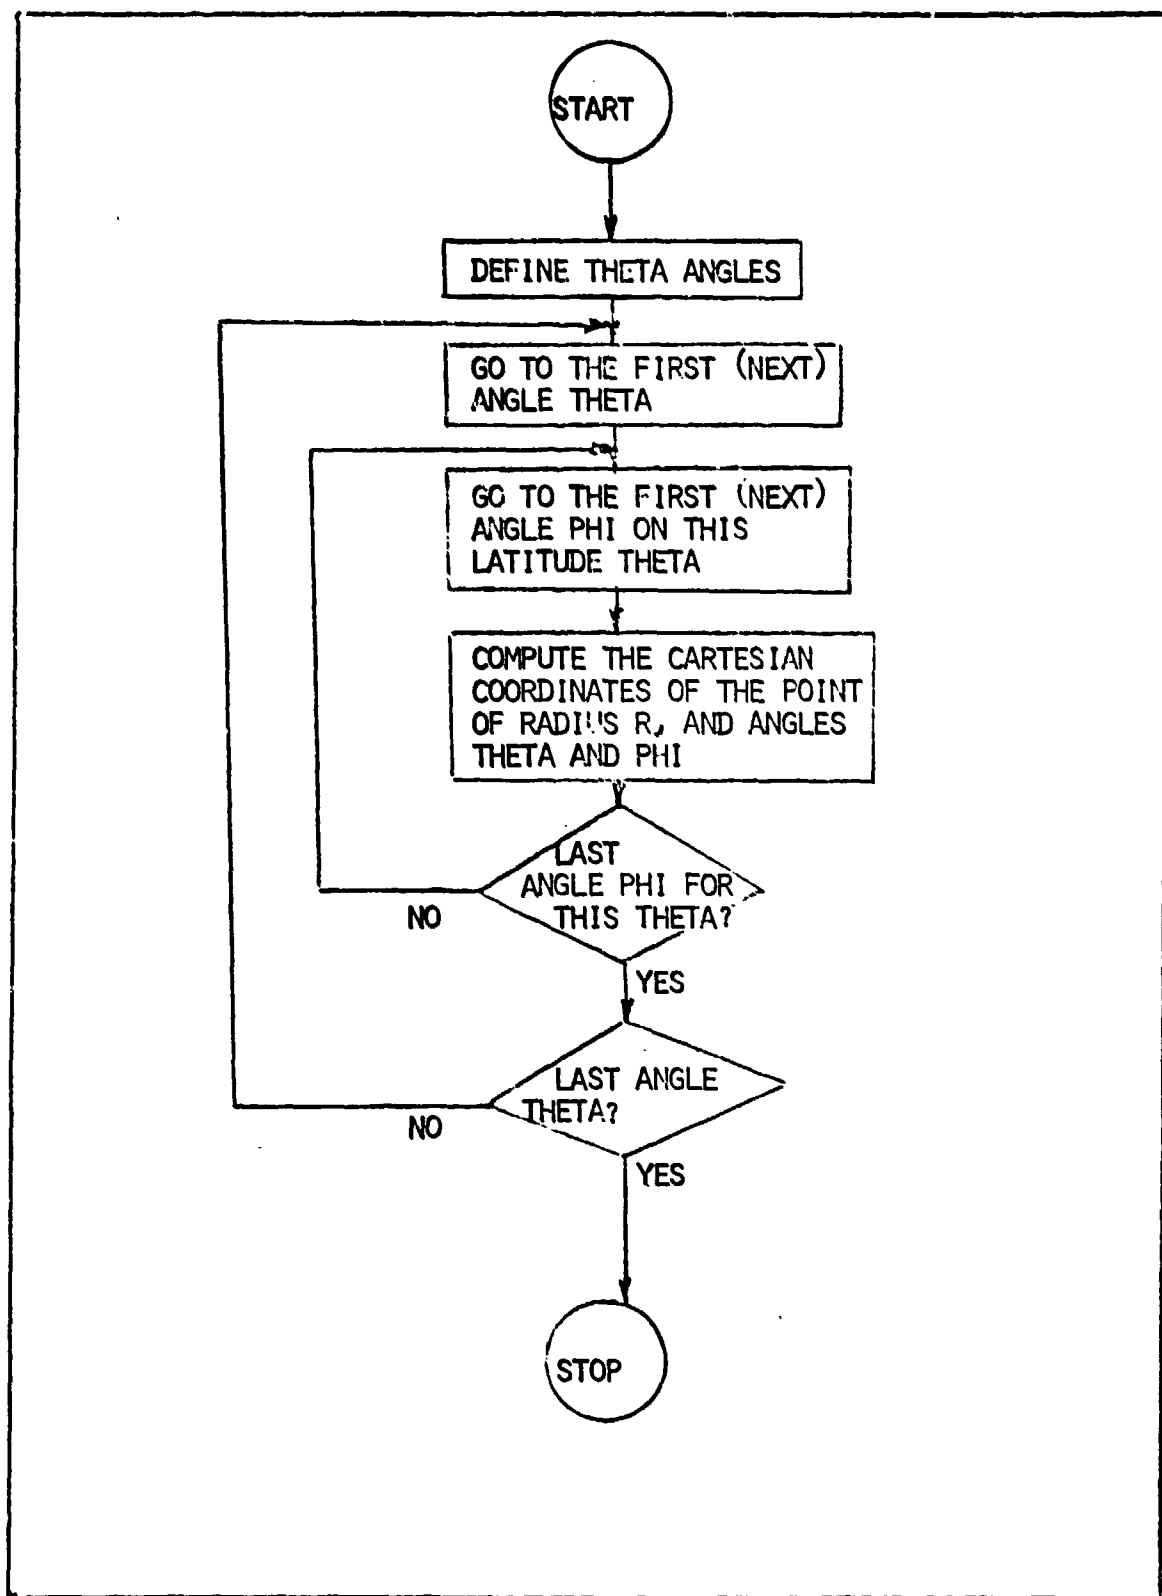 START
DEFINE THETA ANGLES
GO TO THE FIRST (NEXT)
ANGLE THETA
GO TO THE FIRST (NEXT)
ANGLE PHI ON THIS
LATITUDE THETA
COMPUTE THE CARTESIAN
COORDINATES OF THE POINT
OF RADIUS R, AND ANGLES
THETA AND PHI
LAST
ANGLE PHI FOR
THIS THETA?
NO
YES
LAST ANGLE
THETA?
NO
YES
STOP